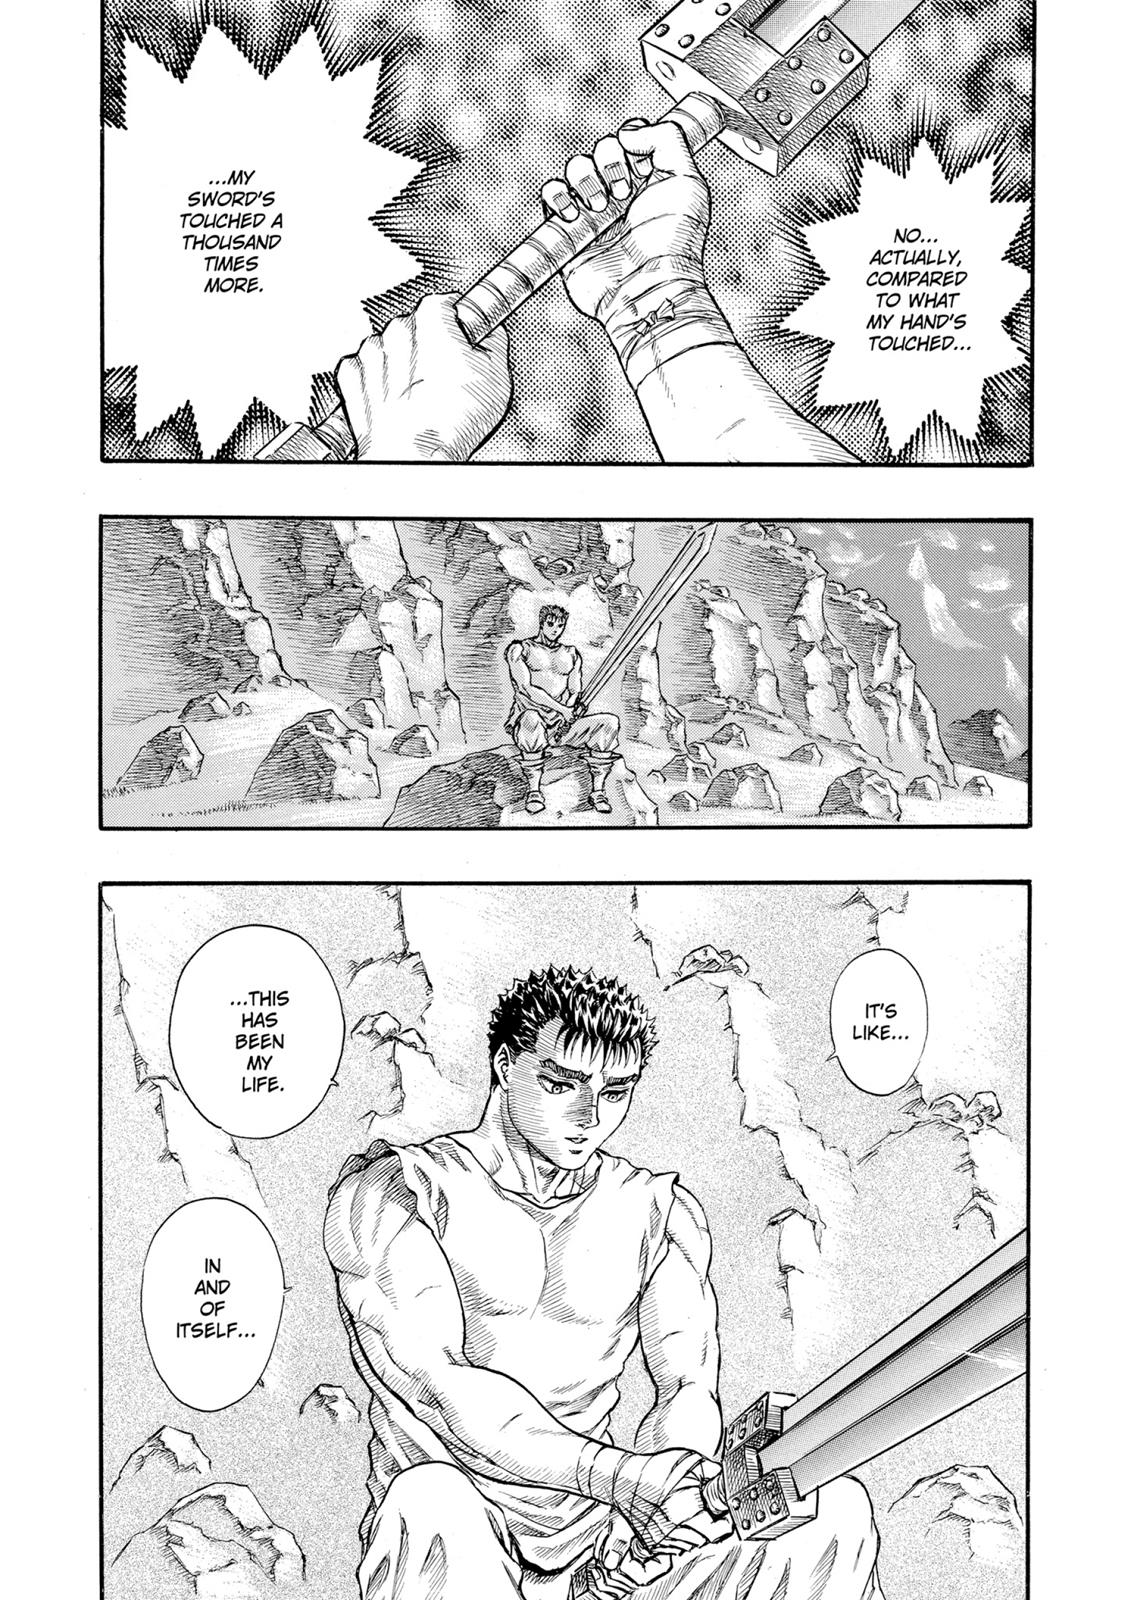 NO...
ACTUALLY,
COMPARED
TO WHAT
MY HAND'S
TOUCHED...
...MY
SWORD'S
TOUCHED A
THOUSAND
TIMES
MORE.
IT'S
LIKE...
...THIS
HAS
BEEN
MY
LIFE.
IN
AND
OF
ITSELF...